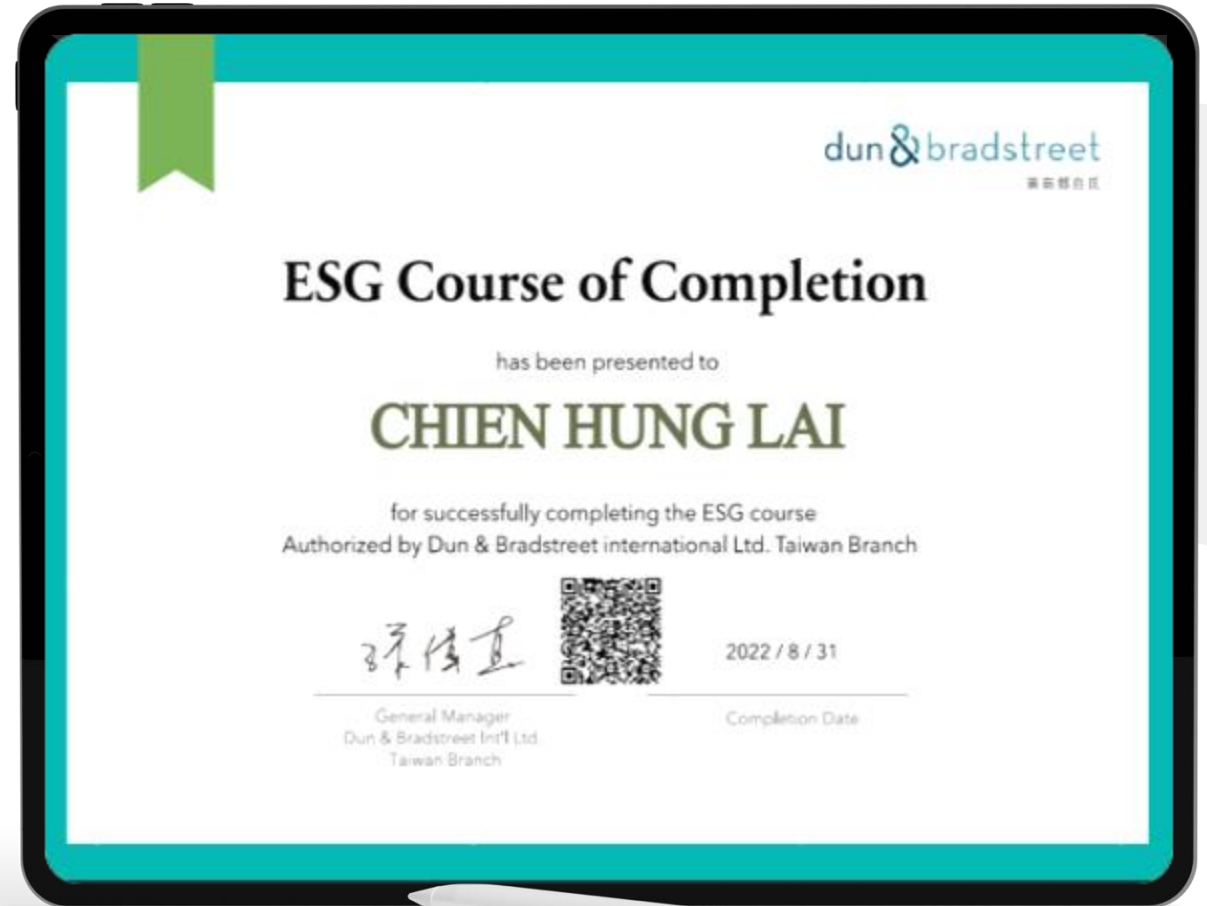 dun & bradstreet
ESG Course of Completion
has been presented to
CHIEN HUNG LAI
for successfully completing the ESG course
Authorized by Dun & Bradstreet international Ltd. Taiwan Branch
2022 / 8 / 31
General Manager
Dun & Bradstreet Int'l Ltd.
Taiwan Branch
Completion Date